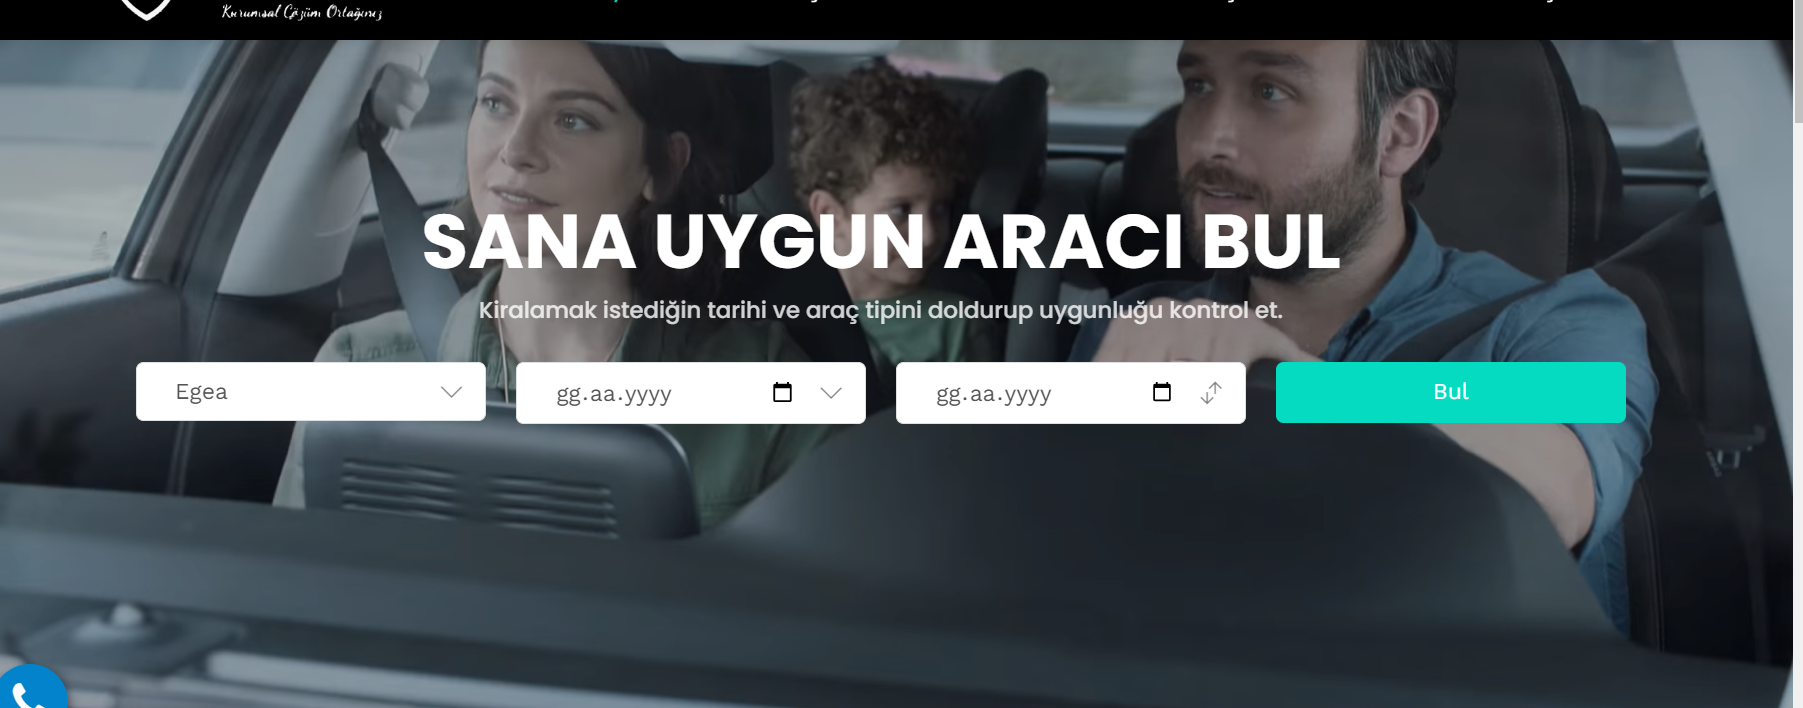 Kurumsal Çözüm Ortağınız
SANA UYGUN ARACI BUL
Kiralamak istediğin tarihi ve araç tipini doldurup uygunluğu kontrol et.
Egea
gg.aa.yyyy
gg.aa.yyyy
Bul